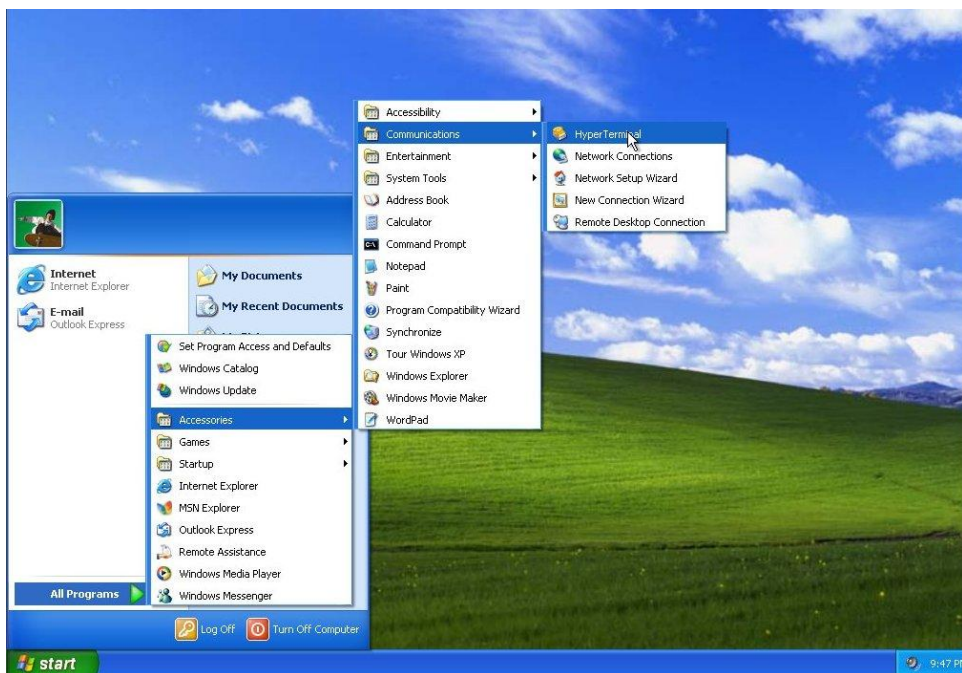 Accessibility
Communications
Entertainment
System Tools
Address Book
Calculator
Command Prompt
Notepad
Paint
Program Compatibility Wizard
Synchronize
Tour Windows XP
Windows Explorer
Windows Movie Maker
WordPad
HyperTerminal
Network Connections
Network Setup Wizard
New Connection Wizard
Remote Desktop Connection
Internet
Internet Explorer
E-mail
Outlook Express
My Documents
My Recent Documents
Set Program Access and Defaults
Windows Catalog
Windows Update
Accessories
Games
Startup
Internet Explorer
MSN Explorer
Outlook Express
Remote Assistance
Windows Media Player
Windows Messenger
All Programs
Log Off
Turn Off Computer
start
9:47 PM